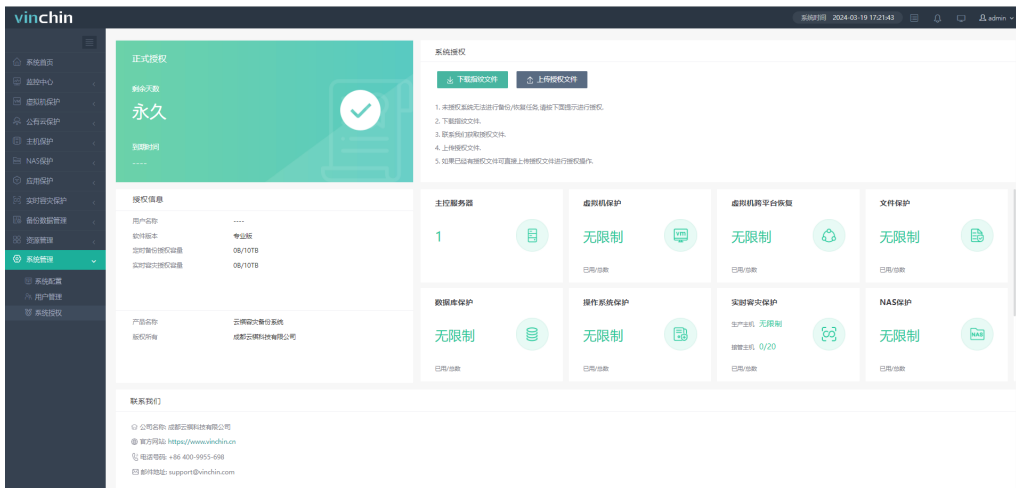 vinchin
系统时间 2024-03-19 17:21:43
admin
系统首页
监控中心
虚拟机保护
公有云保护
主机保护
NAS保护
应用保护
实时容灾保护
备份数据管理
资源管理
系统管理
系统配置
用户管理
系统授权
正式授权
剩余天数
永久
到期时间
----
系统授权
下载指纹文件
上传授权文件
1. 未授权系统无法进行备份/恢复任务,请按下面提示进行授权.
2. 下载指纹文件.
3. 联系我们获取授权文件.
4. 上传授权文件.
5. 如果已经有授权文件可直接上传授权文件进行授权操作.
授权信息
用户名称 ----
软件版本 专业版
定时备份授权容量 0B/10TB
实时容灾授权容量 0B/10TB
产品名称 云祺容灾备份系统
版权所有 成都云祺科技有限公司
主控服务器
1
虚拟机保护
无限制
vm
已用/总数
虚拟机跨平台恢复
无限制
已用/总数
文件保护
无限制
已用/总数
数据库保护
无限制
已用/总数
操作系统保护
无限制
已用/总数
实时容灾保护
生产主机 无限制
接管主机 0/20
已用/总数
NAS保护
无限制
NAS
已用/总数
联系我们
公司名称: 成都云祺科技有限公司
官方网站: https://www.vinchin.cn
电话号码: +86 400-9955-698
邮件地址: support@vinchin.com